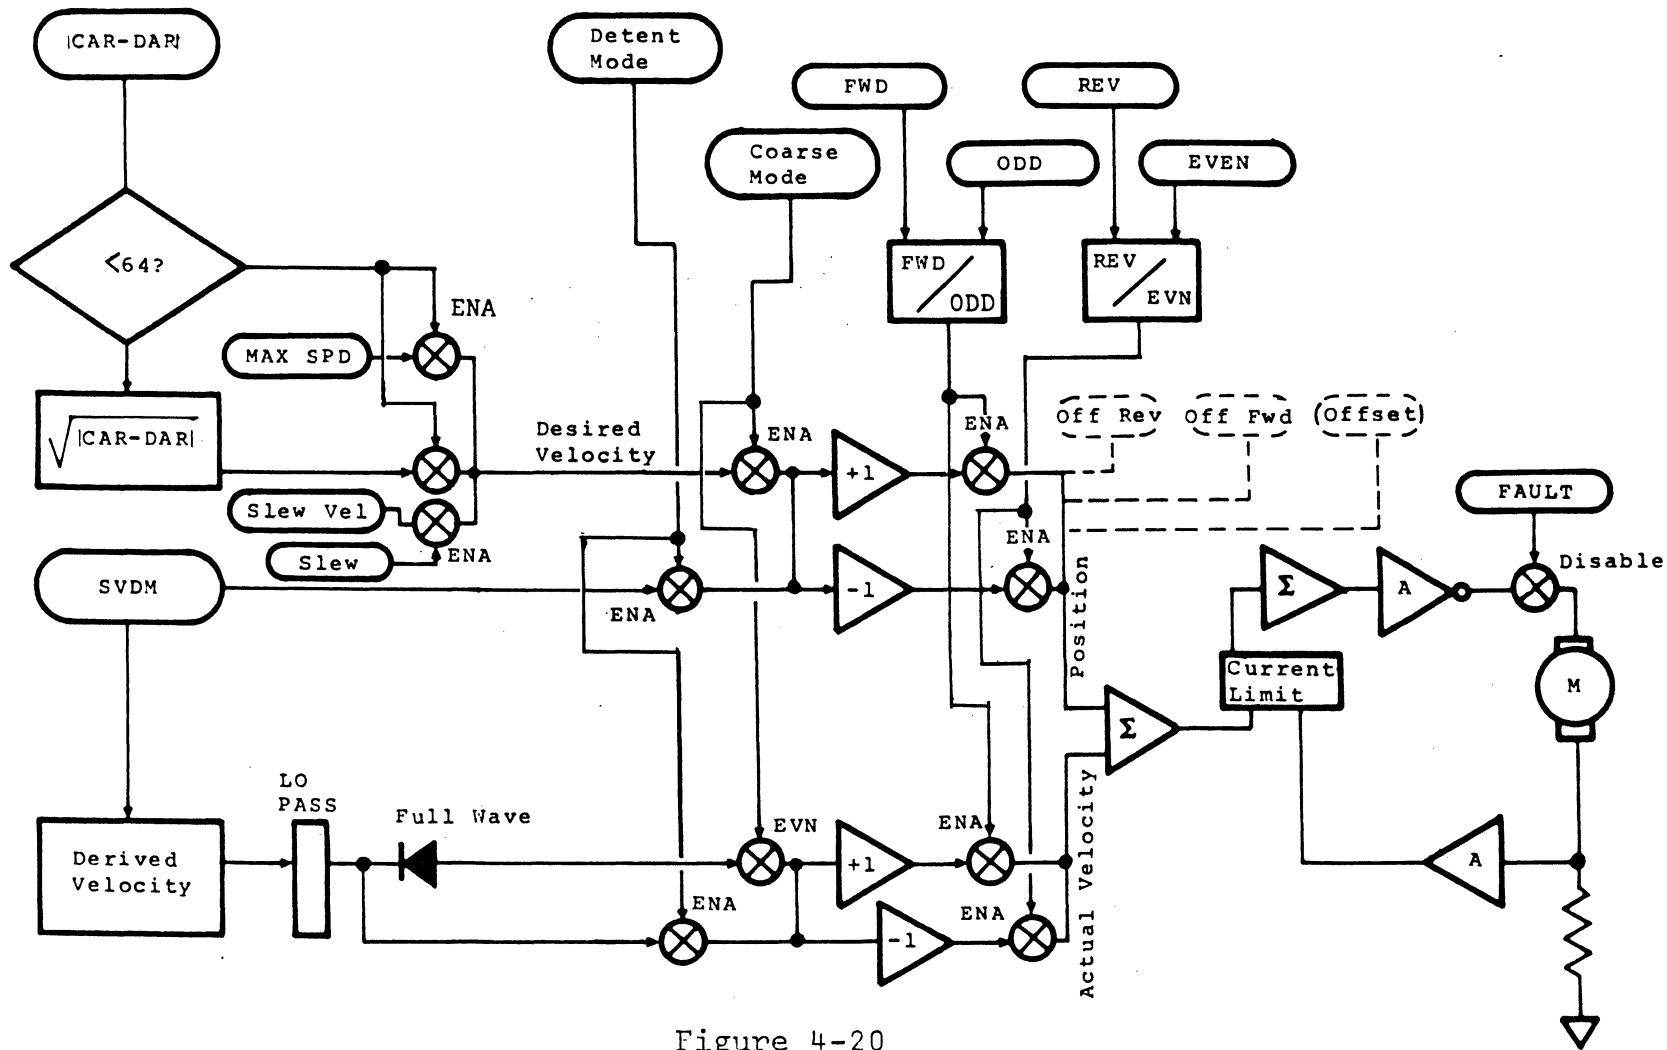 |CAR-DAR|
Detent
Mode
FWD
REV
Coarse
Mode
ODD
EVEN
<64?
FWD
/
ODD
REV
/
EVN
ENA
MAX SPD
√|CAR-DAR|
Desired
Velocity
ENA
+1
ENA
Off Rev
Off Fwd
(Offset)
FAULT
Slew Vel
ENA
Slew
SVDM
ENA
-1
ENA
Position
Σ
A
Disable
Current
Limit
M
Σ
LO
PASS
Full Wave
EVN
+1
ENA
Actual Velocity
A
Derived
Velocity
ENA
-1
ENA
Figure 4-20